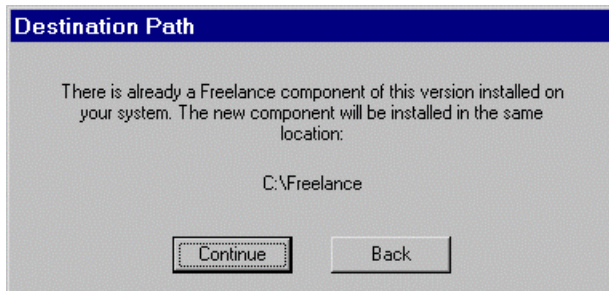 Destination Path
There is already a Freelance component of this version installed on
your system. The new component will be installed in the same
location:
C:\Freelance
Continue
Back